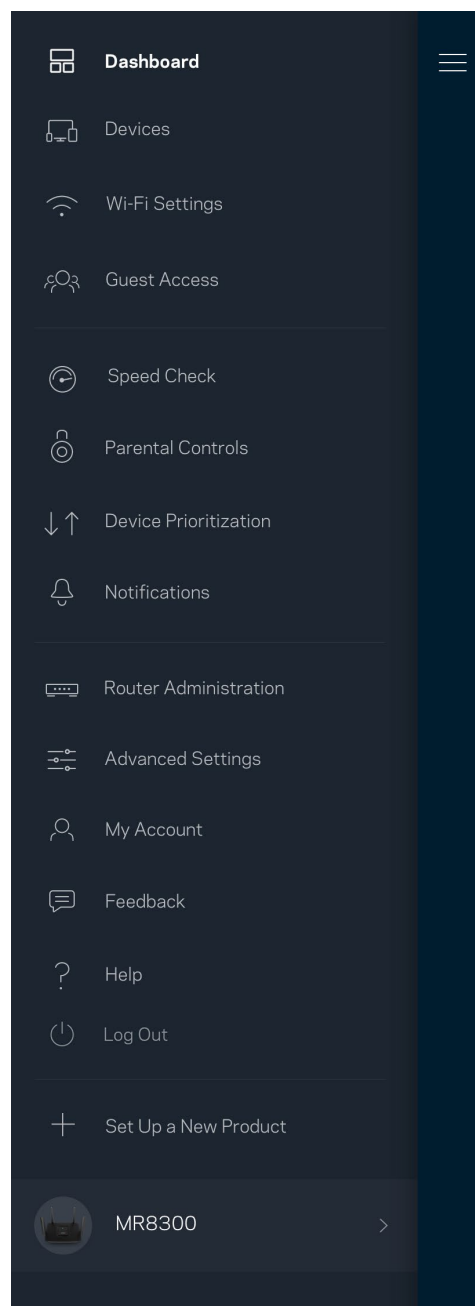 Dashboard
Devices
Wi-Fi Settings
Guest Access
Speed Check
Parental Controls
Device Prioritization
Notifications
Router Administration
Advanced Settings
My Account
Feedback
Help
Log Out
Set Up a New Product
MR8300